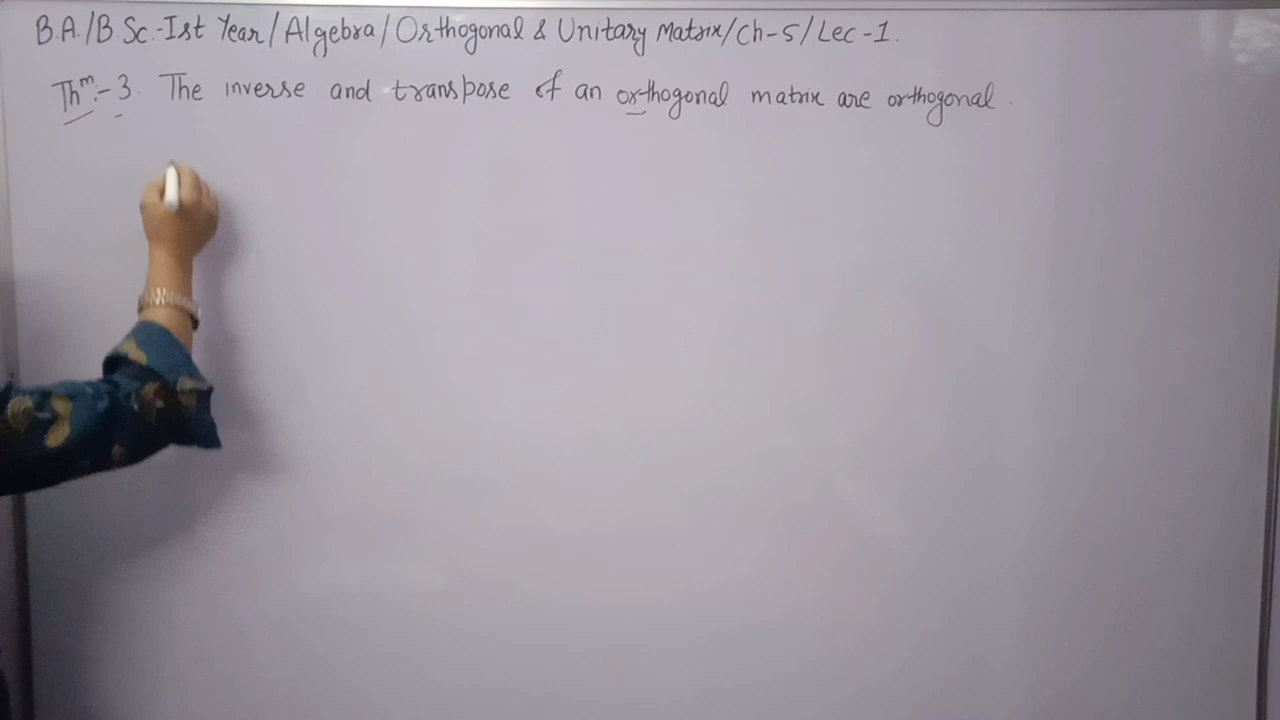 B.A./B.Sc.-Ist Year/Algebra/Orthogonal & Unitary Matrix/Ch-5/Lec-1.
Thm:-3. The inverse and transpose of an orthogonal matrix are orthogonal.